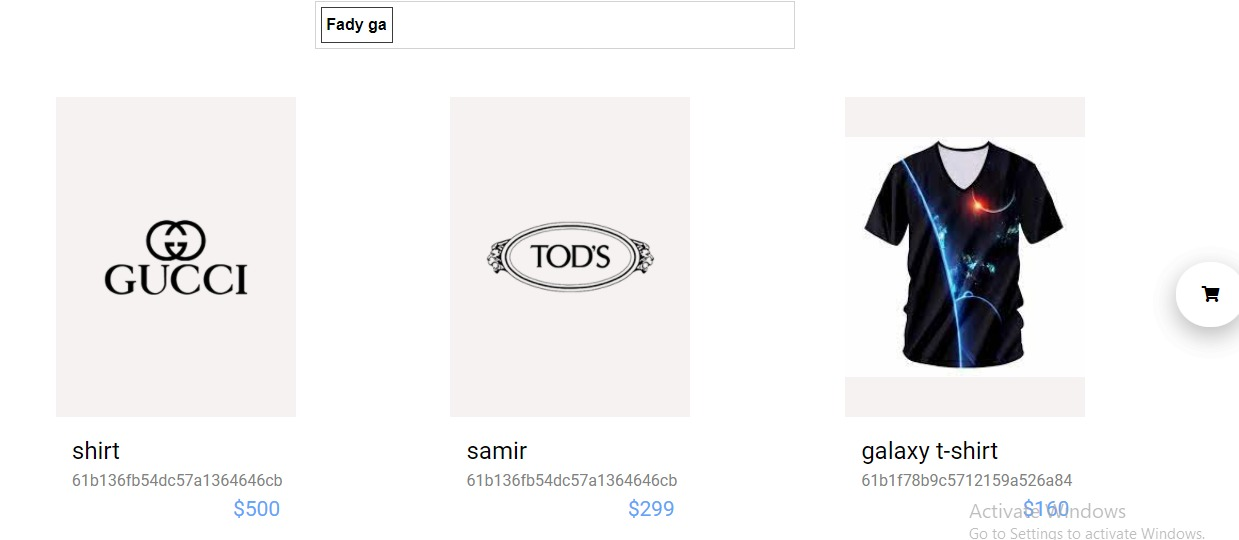 Fady ga
GUCCI
TOD'S
shirt
61b136fb54dc57a1364646cb
$500
samir
61b136fb54dc57a1364646cb
$299
galaxy t-shirt
61b1f78b9c5712159a526a84
$160
Activate Windows
Go to Settings to activate Windows.